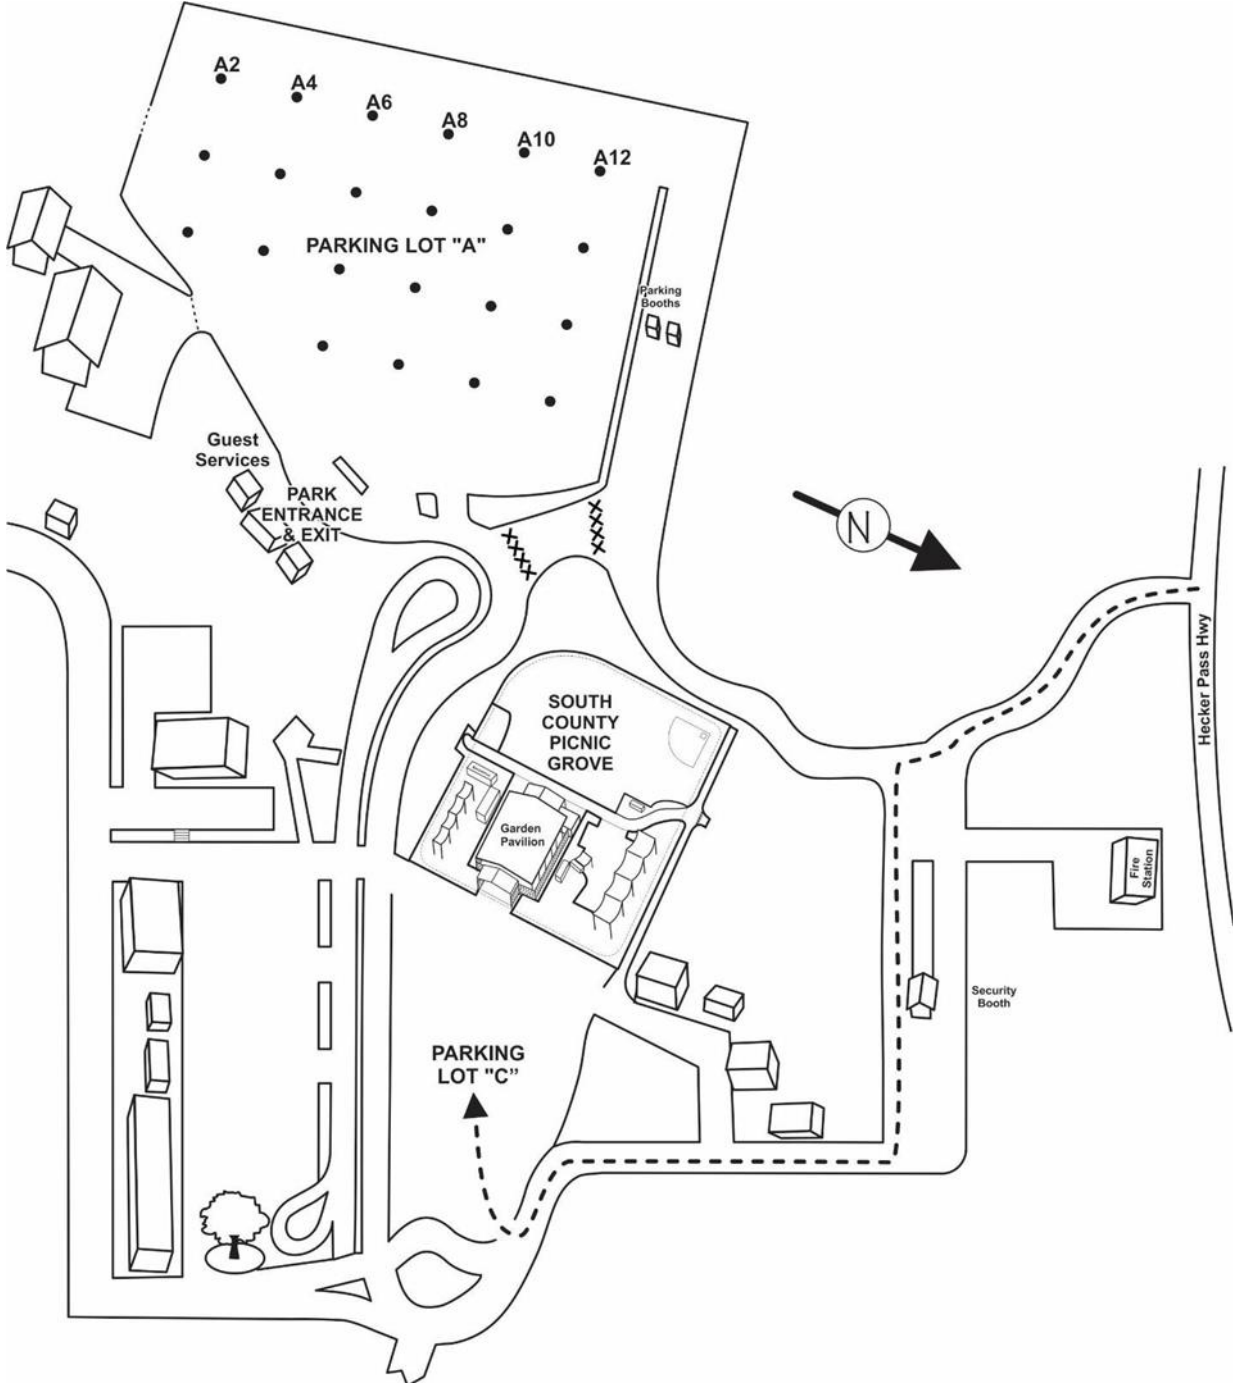 A2
A4
A6
A8
A10
A12
PARKING LOT "A"
Parking
Booths
Guest
Services
PARK
ENTRANCE
& EXIT
N
Hecker Pass Hwy
SOUTH
COUNTY
PICNIC
GROVE
Garden
Pavilion
Fire
Station
Security
Booth
PARKING
LOT "C”